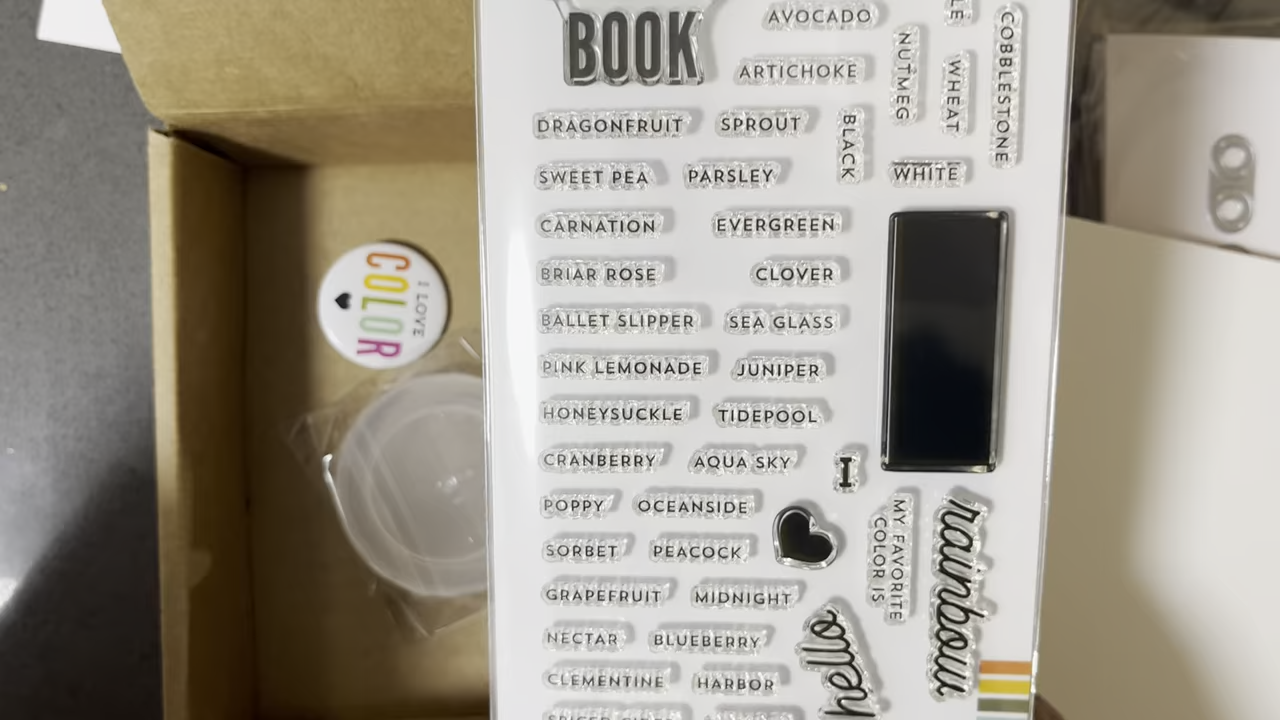 BOOK
AVOCADO
ARTICHOKE
NUTMEG
WHEAT
COBBLESTONE
DRAGONFRUIT
SPROUT
BLACK
SWEET PEA
PARSLEY
WHITE
CARNATION
EVERGREEN
BRIAR ROSE
CLOVER
BALLET SLIPPER
SEA GLASS
PINK LEMONADE
JUNIPER
HONEYSUCKLE
TIDEPOOL
CRANBERRY
AQUA SKY
I
POPPY
OCEANSIDE
MY FAVORITE
COLOR IS
rainbow
SORBET
PEACOCK
GRAPEFRUIT
MIDNIGHT
NECTAR
BLUEBERRY
hello
CLEMENTINE
HARBOR
I LOVE
COLOR